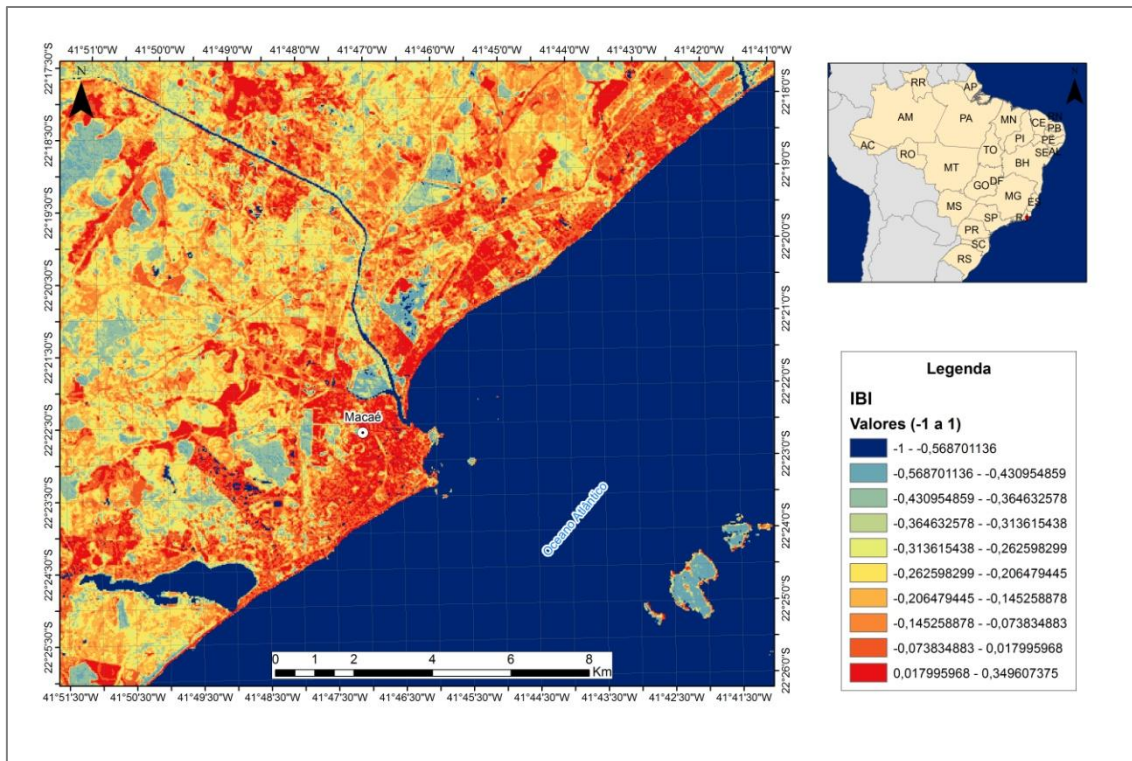 41°51'0"W 41°50'0"W 41°49'0"W 41°48'0"W 41°47'0"W 41°46'0"W 41°45'0"W 41°44'0"W 41°43'0"W 41°42'0"W 41°41'0"W
N
22°17'30"S
22°18'30"S
22°19'30"S
22°20'30"S
22°21'30"S
22°22'30"S
22°23'30"S
22°24'30"S
22°25'30"S
Macaé
Oceano Atlântico
0 1 2 4 6 8
Km
22°18'0"S
22°19'0"S
22°20'0"S
22°21'0"S
22°22'0"S
22°23'0"S
22°24'0"S
22°25'0"S
22°26'0"S
41°51'30"W 41°50'30"W 41°49'30"W 41°48'30"W 41°47'30"W 41°46'30"W 41°45'30"W 41°44'30"W 41°43'30"W 41°42'30"W 41°41'30"W
N
RR AP
AM PA MN CE
PB
PI PE
AC RO TO SE AL
MT BH
GO DF
MG
MS ES
SP R
PR
SC
RS
Legenda
IBI
Valores (-1 a 1)
-1 - -0,568701136
-0,568701136 - -0,430954859
-0,430954859 - -0,364632578
-0,364632578 - -0,313615438
-0,313615438 - -0,262598299
-0,262598299 - -0,206479445
-0,206479445 - -0,145258878
-0,145258878 - -0,073834883
-0,073834883 - 0,017995968
0,017995968 - 0,349607375